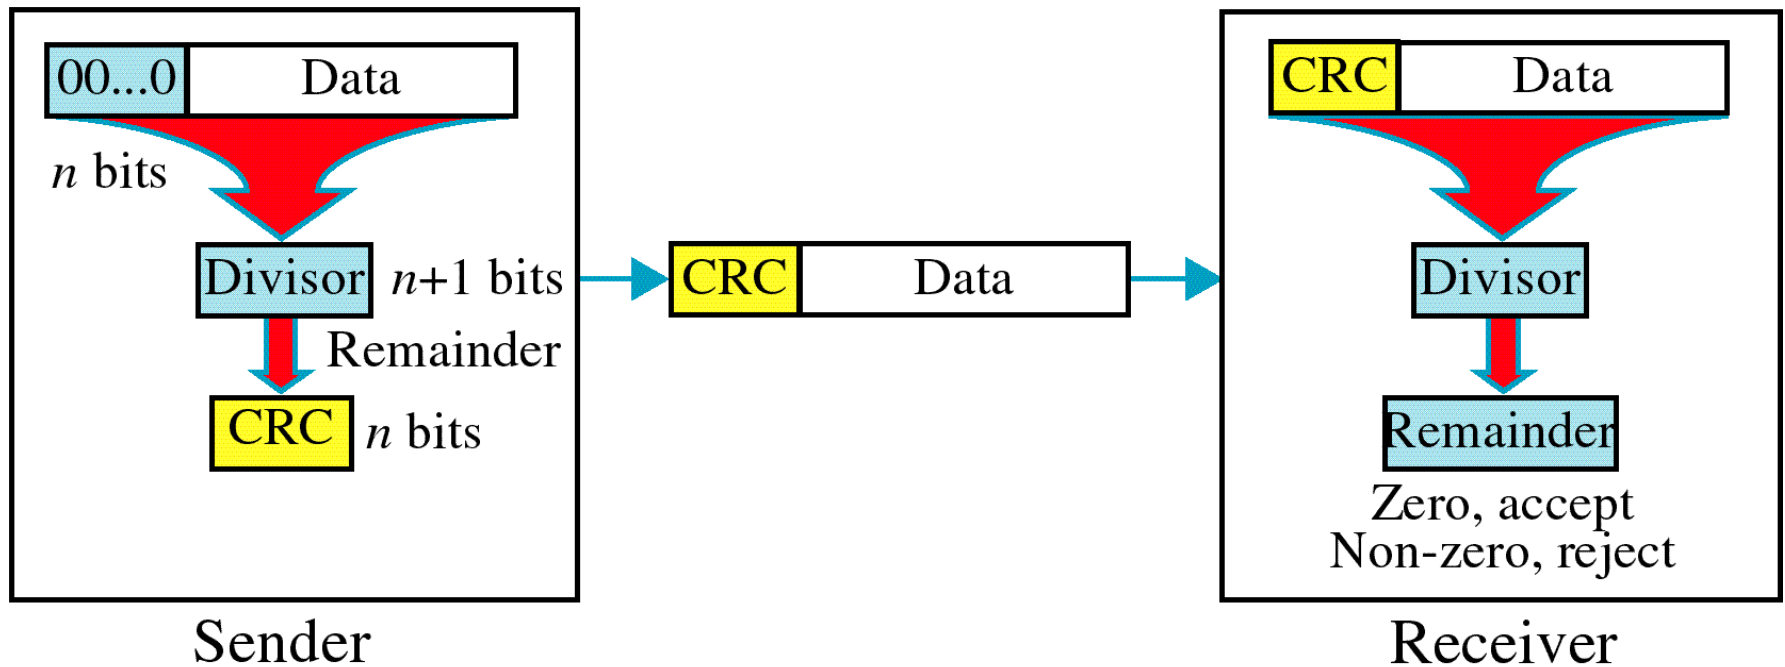 00...0 Data
n bits
Divisor n+1 bits
Remainder
CRC n bits
Sender
CRC Data
CRC Data
Divisor
Remainder
Zero, accept
Non-zero, reject
Receiver